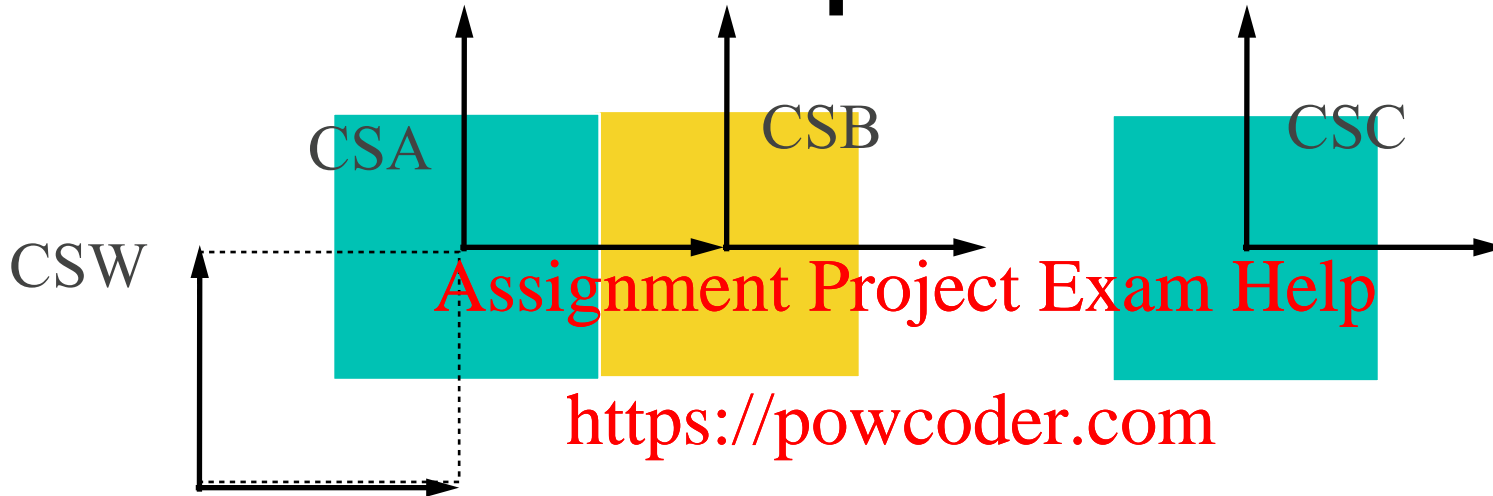 CSB
CSC
CSA
CSW
Assignment Project Exam Help
https://powcoder.com